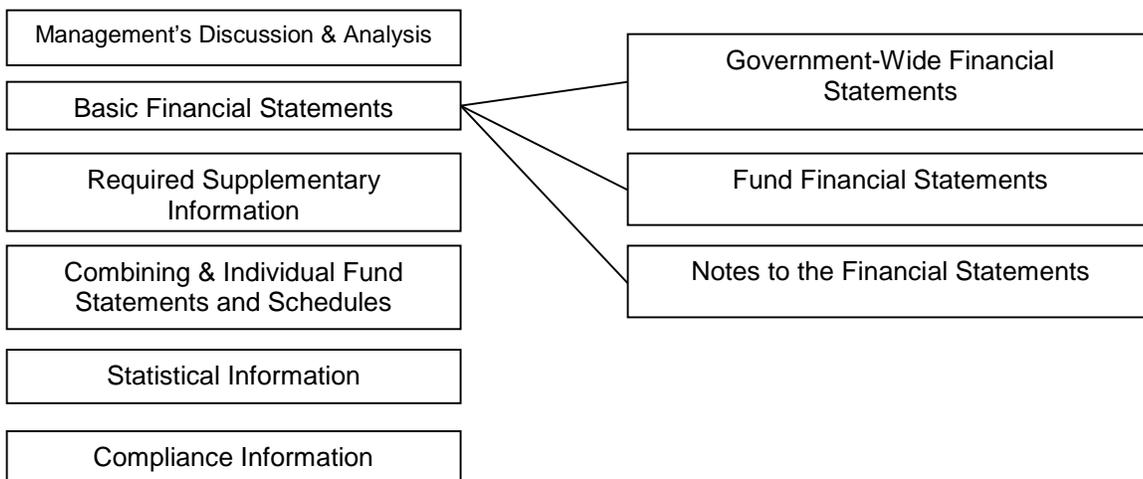 Management’s Discussion & Analysis
Basic Financial Statements
Required Supplementary
Information
Combining & Individual Fund
Statements and Schedules
Statistical Information
Compliance Information
Government-Wide Financial
Statements
Fund Financial Statements
Notes to the Financial Statements